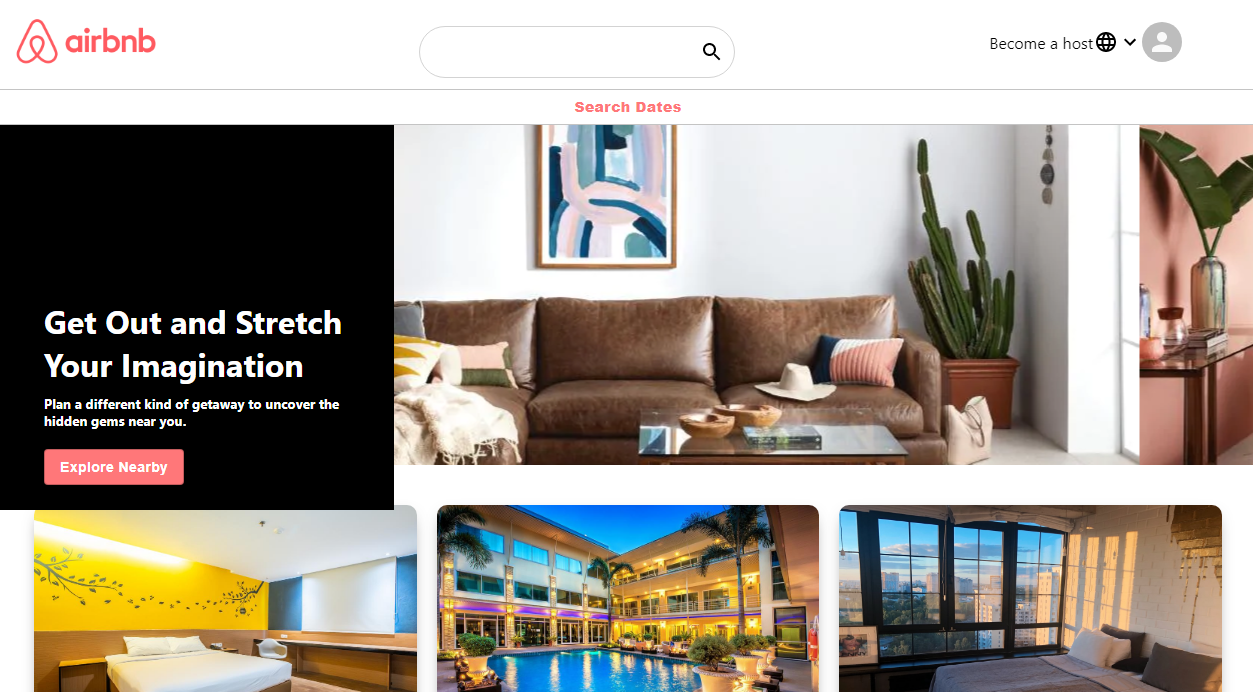 airbnb
Become a host
Search Dates
Get Out and Stretch
Your Imagination
Plan a different kind of getaway to uncover the
hidden gems near you.
Explore Nearby